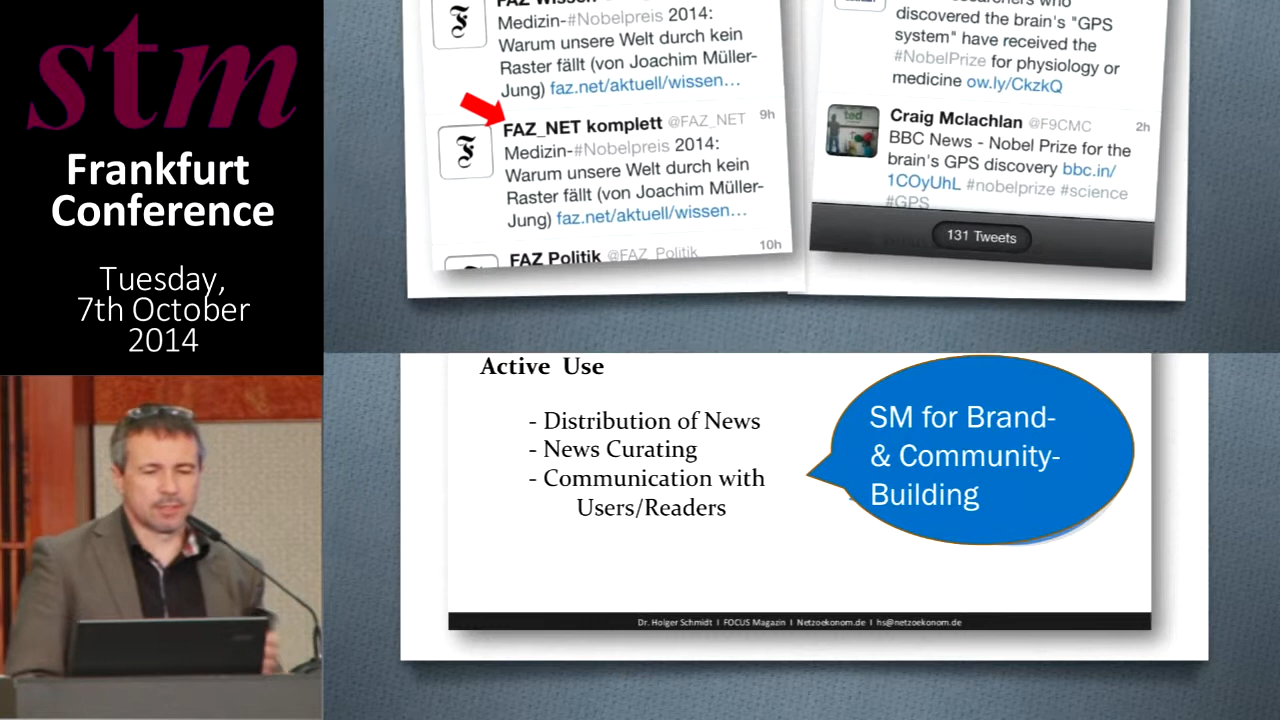 stm
Frankfurt
Conference
Tuesday,
7th October
2014
FAZ Wissen
Medizin-#Nobelpreis 2014:
Warum unsere Welt durch kein
Raster fällt (von Joachim Müller-
Jung) faz.net/aktuell/wissen…
FAZ_NET komplett @FAZ_NET 9h
Medizin-#Nobelpreis 2014:
Warum unsere Welt durch kein
Raster fällt (von Joachim Müller-
Jung) faz.net/aktuell/wissen…
FAZ Politik @FAZ_Politik 10h
who
discovered the brain's "GPS
system" have received the
#NobelPrize for physiology or
medicine ow.ly/CkzkQ
Craig Mclachlan @F9CMC 2h
BBC News - Nobel Prize for the
brain's GPS discovery bbc.in/
1COyUhL #nobelprize #science
#GPS
131 Tweets
Active Use
- Distribution of News
- News Curating
- Communication with
Users/Readers
SM for Brand-
& Community-
Building
Dr. Holger Schmidt I FOCUS Magazin I Netzoekonom.de I hs@netzoekonom.de